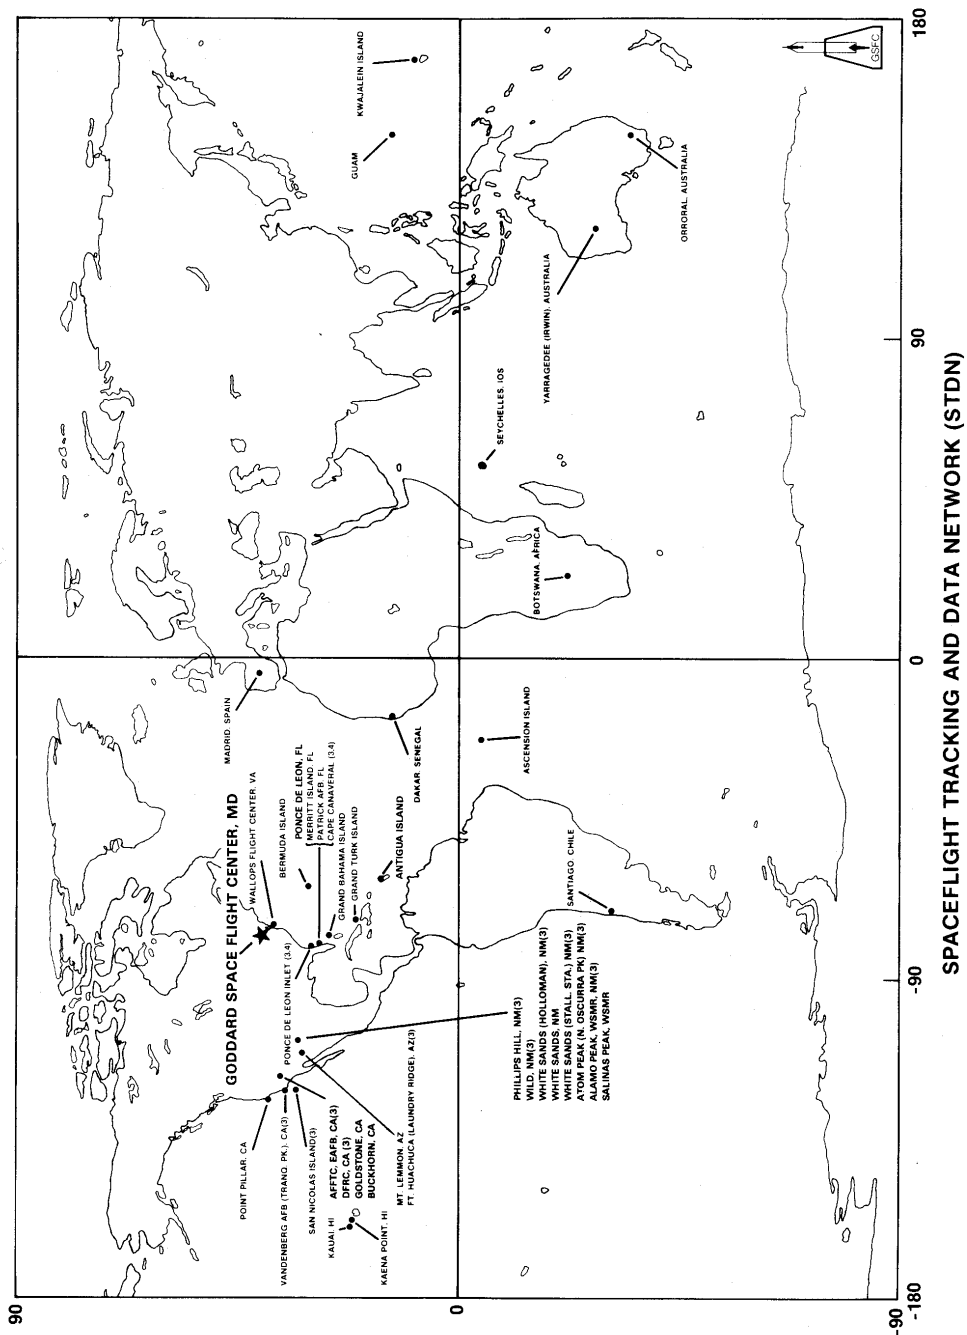 90
0
-90
-180
-90
0
90
180
KWAJALEIN ISLAND
GUAM
ORRORAL, AUSTRALIA
YARRAGEDEE (IRWIN), AUSTRALIA
SEYCHELLES, IOS
BOTSWANA, AFRICA
MADRID, SPAIN
DAKAR, SENEGAL
ASCENSION ISLAND
GODDARD SPACE FLIGHT CENTER, MD
WALLOPS FLIGHT CENTER, VA
BERMUDA ISLAND
PONCE DE LEON, FL
MERRITT ISLAND, FL
PATRICK AFB, FL
CAPE CANAVERAL (3,4)
GRAND BAHAMA ISLAND
GRAND TURK ISLAND
ANTIGUA ISLAND
SANTIAGO, CHILE
PONCE DE LEON INLET (3,4)
POINT PILLAR, CA
VANDENBERG AFB (TRANQ. PK.), CA(3)
SAN NICOLAS ISLAND(3)
AFFTC, EAFB, CA(3)
DFRC, CA (3)
GOLDSTONE, CA
BUCKHORN, CA
KAUAI, HI
KAENA POINT, HI
MT. LEMMON, AZ
FT. HUACHUCA (LAUNDRY RIDGE), AZ(3)
PHILLIPS HILL, NM(3)
WILD, NM(3)
WHITE SANDS (HOLLOMAN), NM(3)
WHITE SANDS, NM
WHITE SANDS (STALL. STA.) NM(3)
ATOM PEAK (N. OSCURRA PK) NM(3)
ALAMO PEAK, WSMR, NM(3)
SALINAS PEAK, WSMR
GSFC
SPACEFLIGHT TRACKING AND DATA NETWORK (STDN)